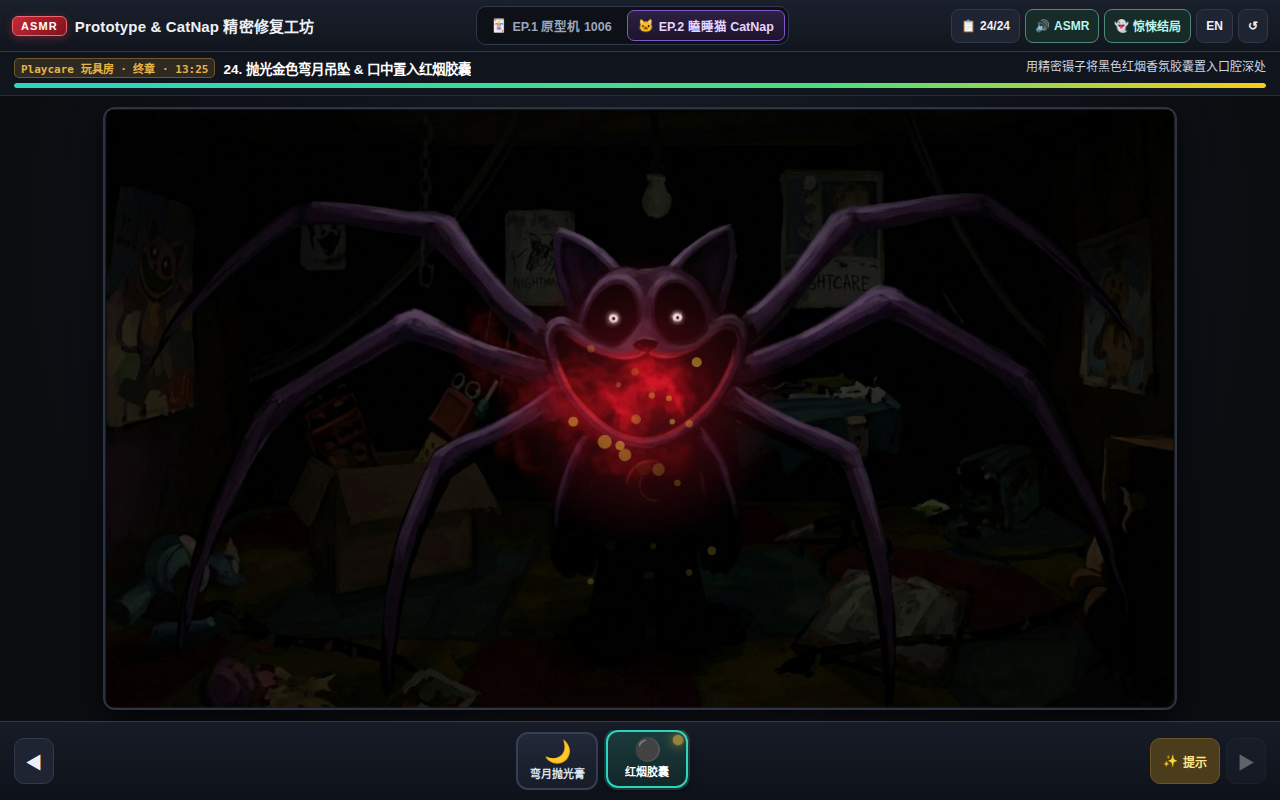 ASMR Prototype & CatNap 精密修复工坊
EP.1 原型机 1006
EP.2 瞌睡猫 CatNap
24/24
ASMR
惊悚结局
EN
Playcare 玩具房 · 终章 · 13:25
24. 抛光金色弯月吊坠 & 口中置入红烟胶囊
用精密镊子将黑色红烟香氛胶囊置入口腔深处
弯月抛光膏
红烟胶囊
提示